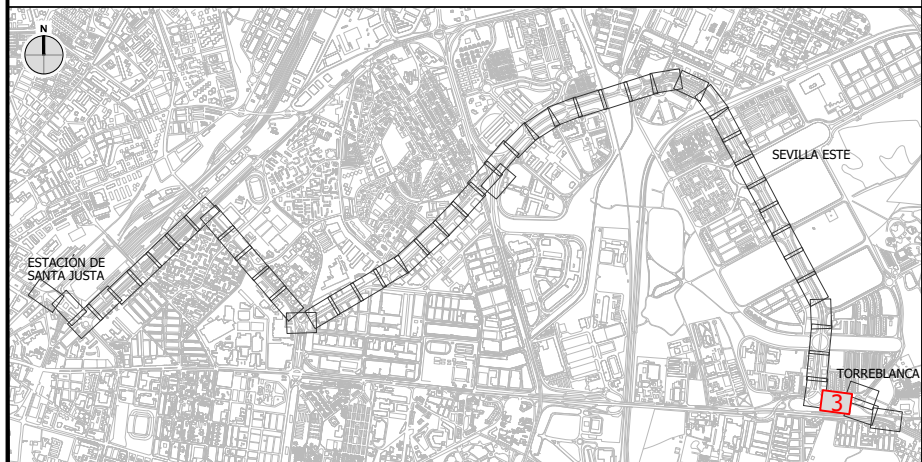 N
SEVILLA ESTE
ESTACIÓN DE
SANTA JUSTA
TORREBLANCA
3